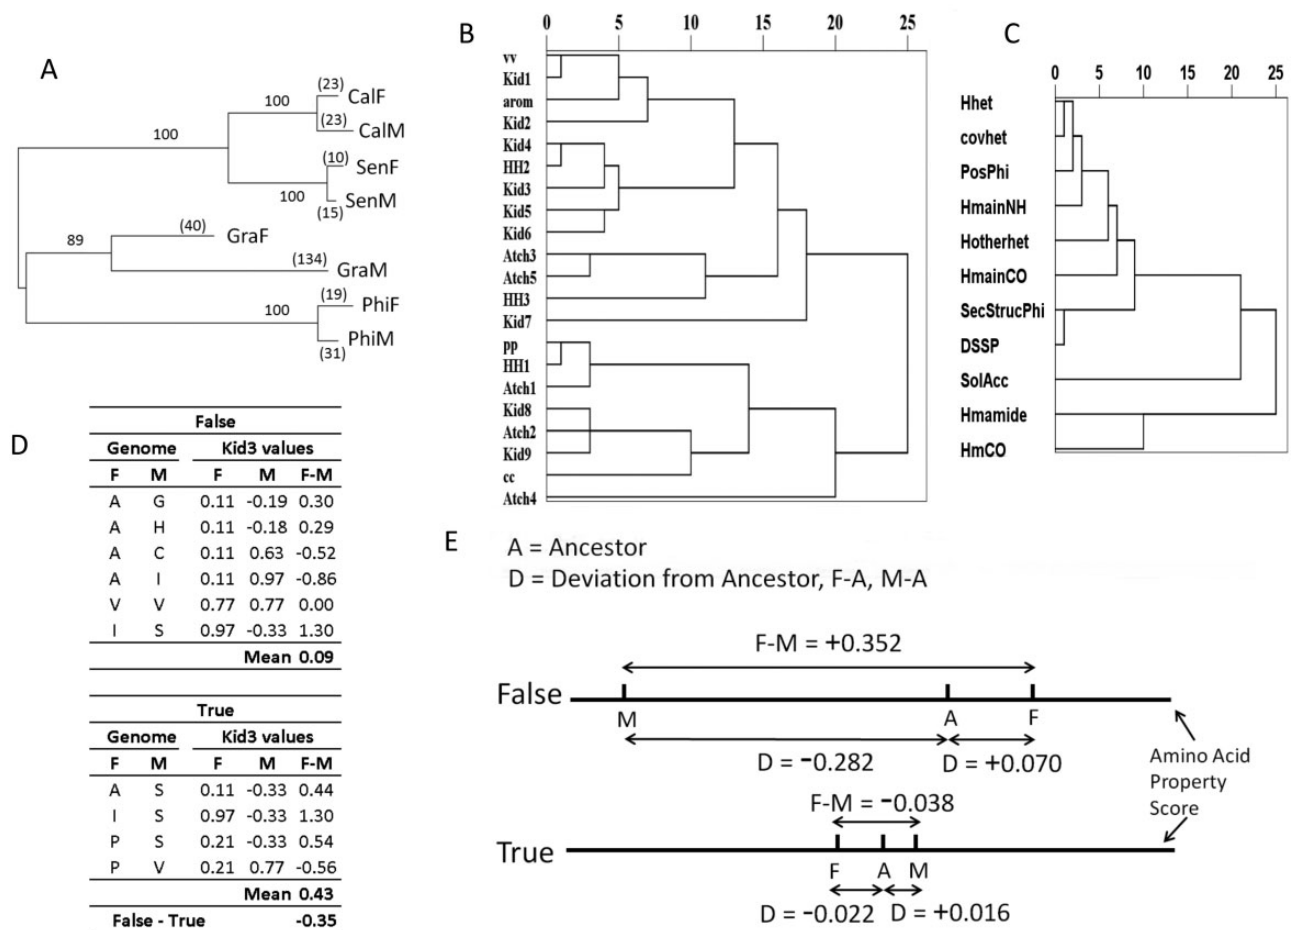 A
100
100
(23)
CalF
(23)
CalM
(10)
SenF
100
SenM
(15)
89
(40)
GraF
(134)
GraM
100
(19)
PhiF
PhiM
(31)
B
0 5 10 15 20 25
vv
Kid1
arom
Kid2
Kid4
HH2
Kid3
Kid5
Kid6
Atch3
Atch5
HH3
Kid7
pp
HH1
Atch1
Kid8
Atch2
Kid9
cc
Atch4
C
0 5 10 15 20 25
Hhet
covhet
PosPhi
HmainNH
Hotherhet
HmainCO
SecStrucPhi
DSSP
SolAcc
Hmamide
HmCO
D
False
Genome Kid3 values
F M F M F-M
A G 0.11 -0.19 0.30
A H 0.11 -0.18 0.29
A C 0.11 0.63 -0.52
A I 0.11 0.97 -0.86
V V 0.77 0.77 0.00
I S 0.97 -0.33 1.30
Mean 0.09
True
Genome Kid3 values
F M F M F-M
A S 0.11 -0.33 0.44
I S 0.97 -0.33 1.30
P S 0.21 -0.33 0.54
P V 0.21 0.77 -0.56
Mean 0.43
False - True -0.35
E
A = Ancestor
D = Deviation from Ancestor, F-A, M-A
F-M = +0.352
False
M A F
D = -0.282 D = +0.070
Amino Acid
Property
Score
F-M = -0.038
True
F A M
D = -0.022 D = +0.016